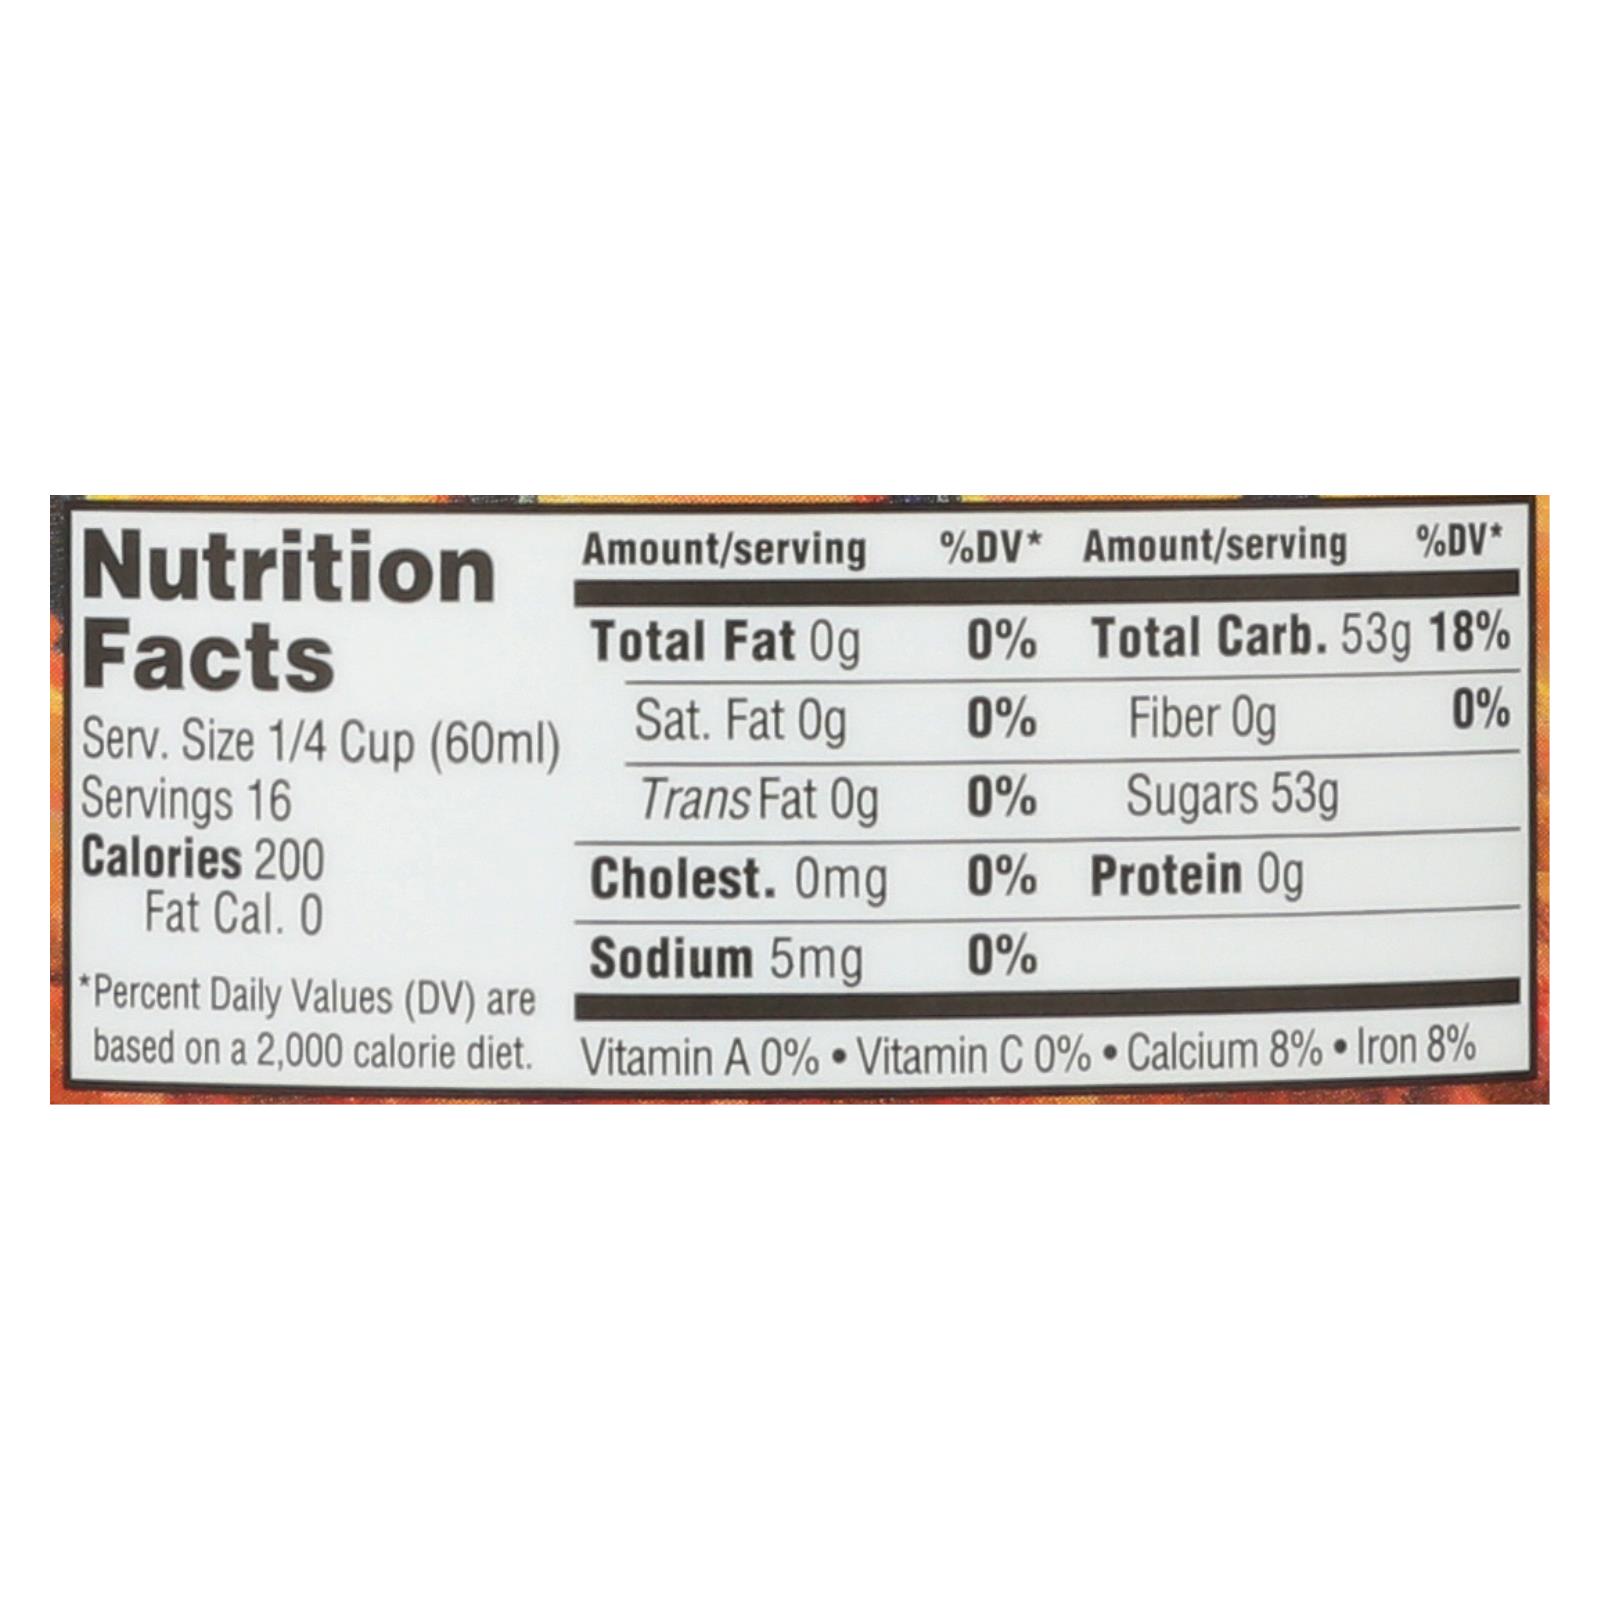 Nutrition
Facts
Serv. Size 1/4 Cup (60ml)
Servings 16
Calories 200
Fat Cal. 0
*Percent Daily Values (DV) are
based on a 2,000 calorie diet.
Amount/serving %DV* Amount/serving %DV*
Total Fat 0g 0% Total Carb. 53g 18%
Sat. Fat 0g 0% Fiber 0g 0%
Trans Fat 0g 0% Sugars 53g
Cholest. 0mg 0% Protein 0g
Sodium 5mg 0%
Vitamin A 0% • Vitamin C 0% • Calcium 8% • Iron 8%